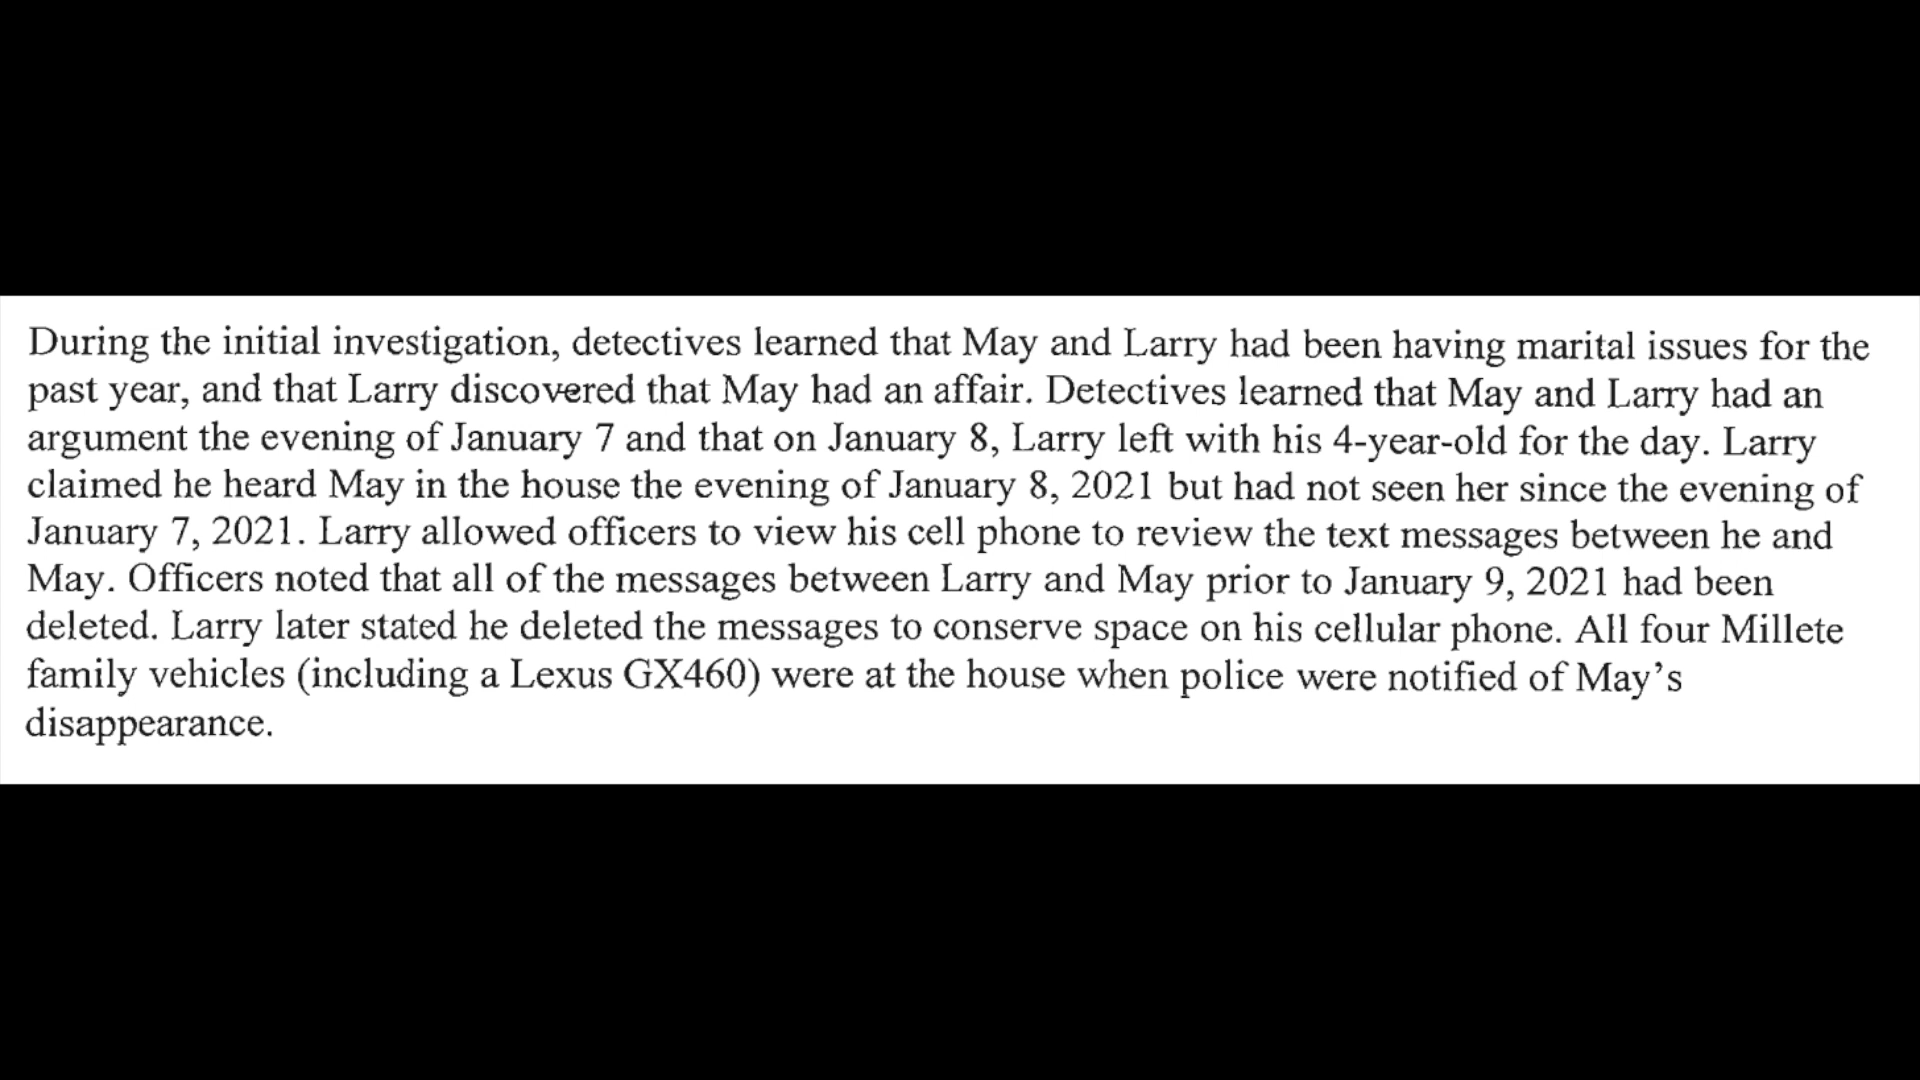 During the initial investigation, detectives learned that May and Larry had been having marital issues for the
past year, and that Larry discovered that May had an affair. Detectives learned that May and Larry had an
argument the evening of January 7 and that on January 8, Larry left with his 4-year-old for the day. Larry
claimed he heard May in the house the evening of January 8, 2021 but had not seen her since the evening of
January 7, 2021. Larry allowed officers to view his cell phone to review the text messages between he and
May. Officers noted that all of the messages between Larry and May prior to January 9, 2021 had been
deleted. Larry later stated he deleted the messages to conserve space on his cellular phone. All four Millete
family vehicles (including a Lexus GX460) were at the house when police were notified of May’s
disappearance.